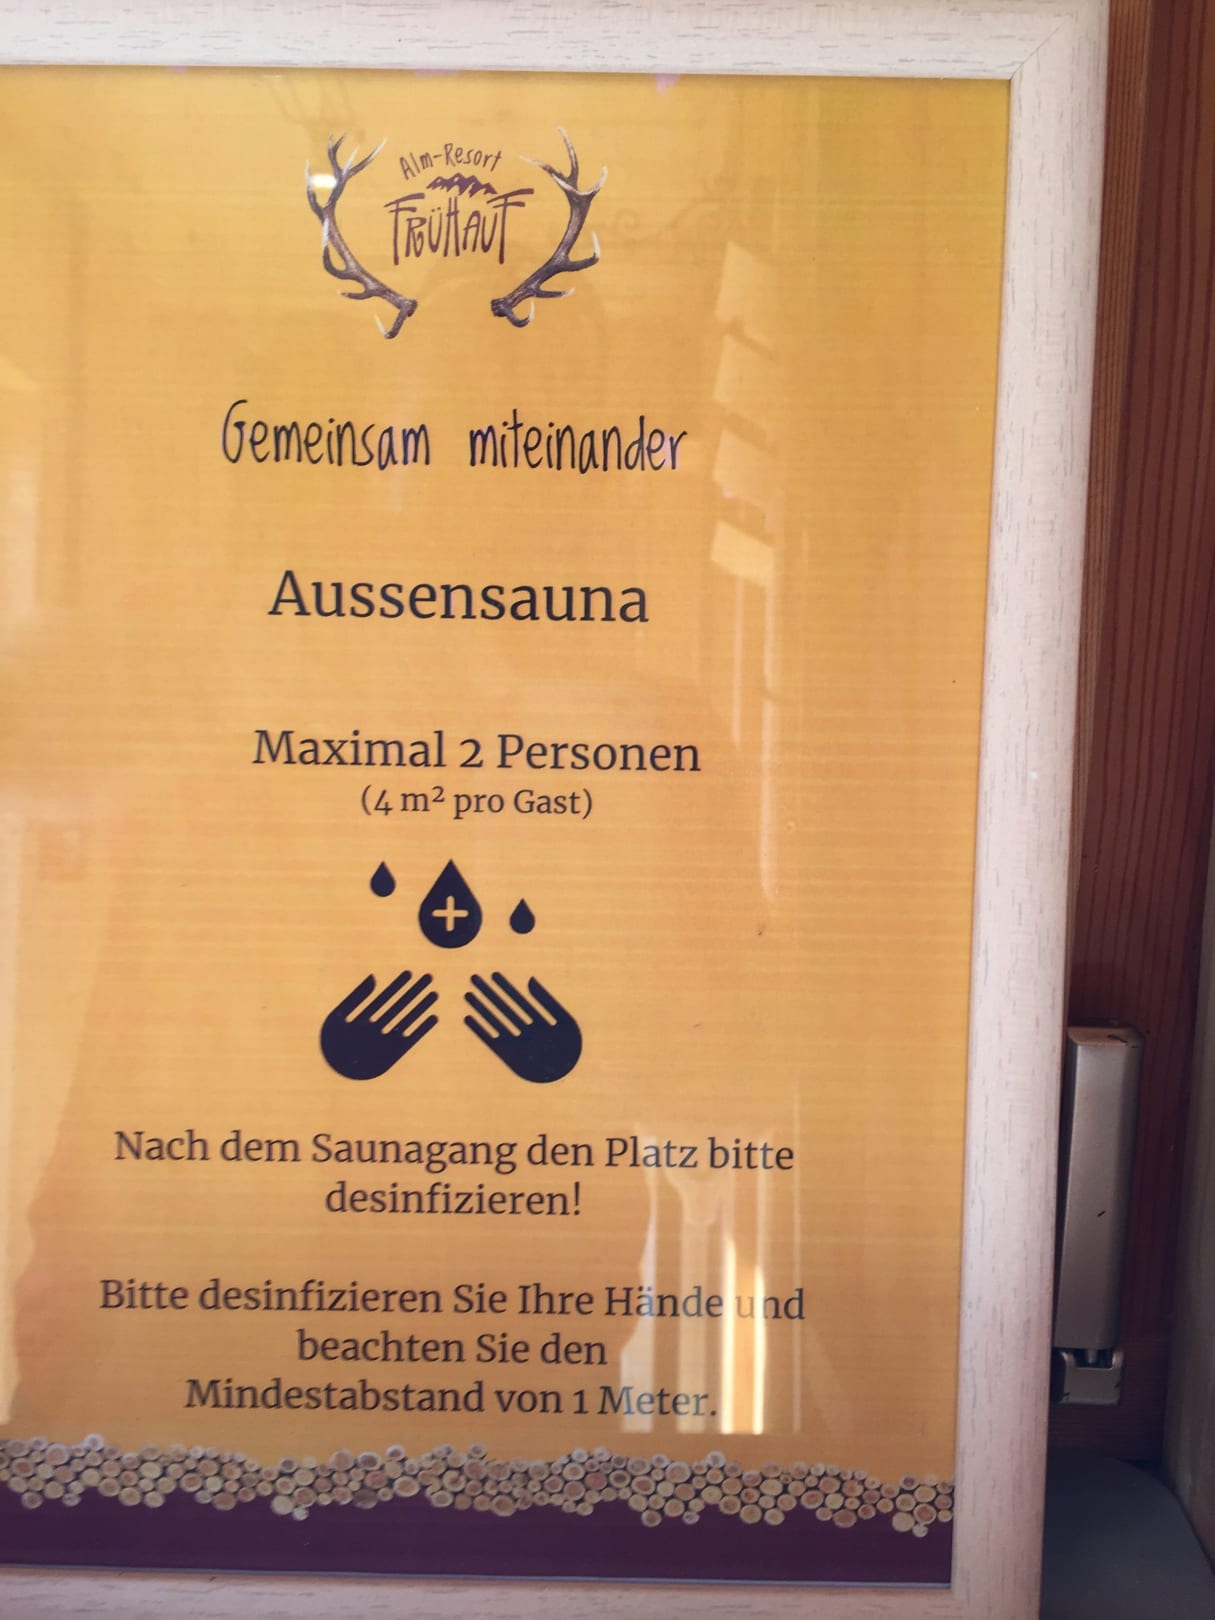 Alm-Resort
FRÜHAUF
Gemeinsam miteinander
Aussensauna
Maximal 2 Personen
(4 m² pro Gast)
Nach dem Saunagang den Platz bitte
desinfizieren!
Bitte desinfizieren Sie Ihre Hände und
beachten Sie den
Mindestabstand von 1 Meter.